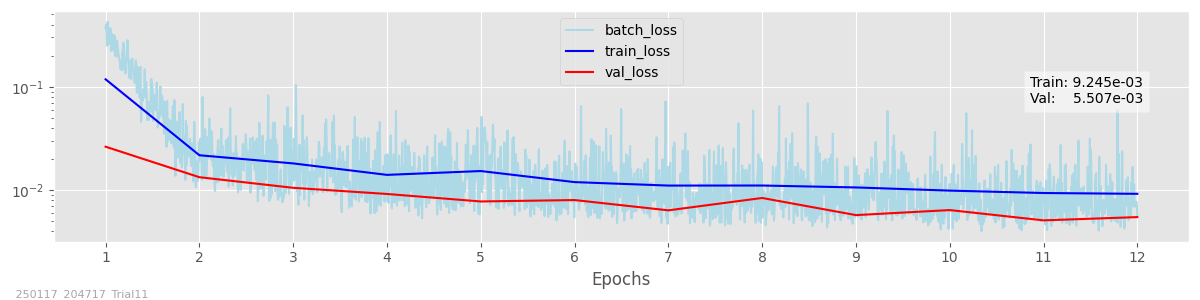 batch_loss
train_loss
val_loss
Train: 9.245e-03
Val: 5.507e-03
10⁻¹
10⁻²
1 2 3 4 5 6 7 8 9 10 11 12
Epochs
250117_204717_Trial11